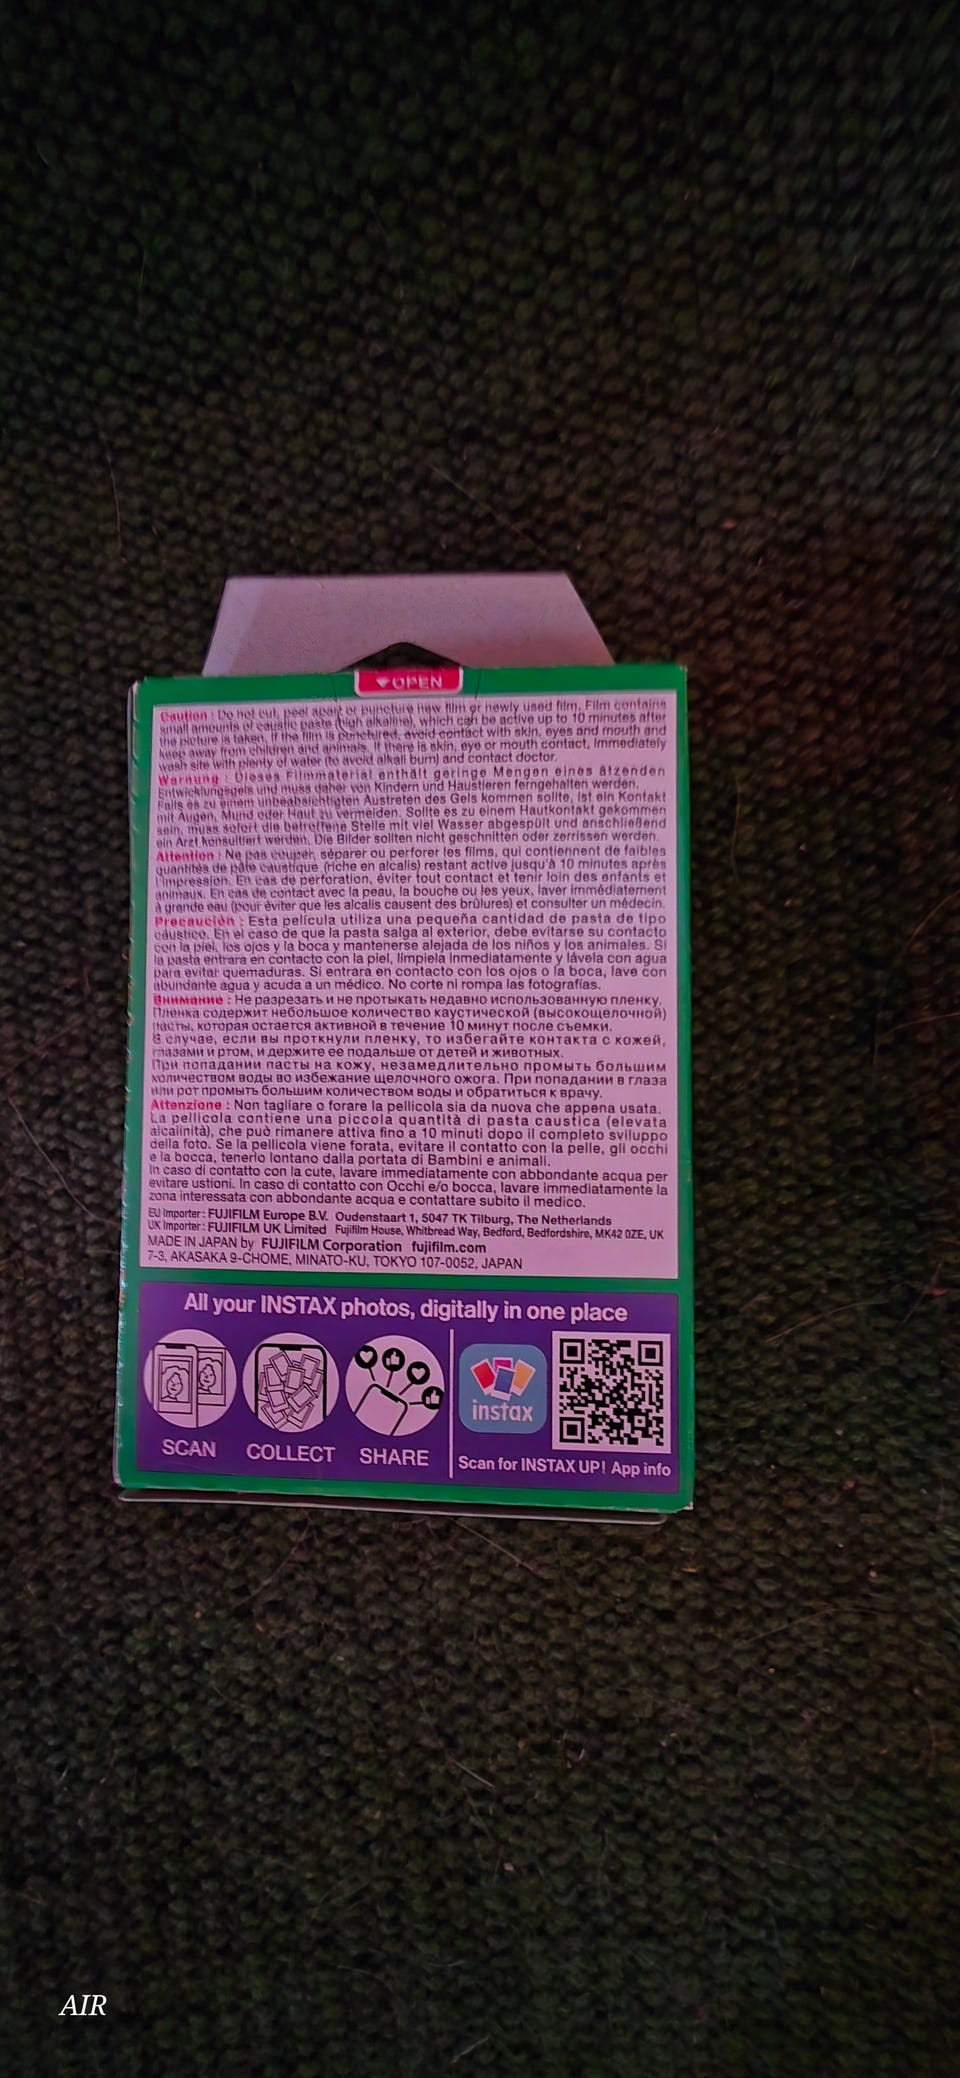 OPEN
Caution : Do not cut, peel apart or puncture new film or newly used film. Film contains
small amounts of caustic paste (high alkaline), which can be active up to 10 minutes after
the picture is taken. If the film is punctured, avoid contact with skin, eyes and mouth and
keep away from children and animals. If there is skin, eye or mouth contact, immediately
wash site with plenty of water (to avoid alkali burn) and contact doctor.
Warnung : Dieses Filmmaterial enthält geringe Mengen eines ätzenden
Entwicklungsgels und muss daher von Kindern und Haustieren ferngehalten werden.
Falls es zu einem unbeabsichtigten Austreten des Gels kommen sollte, ist ein Kontakt
mit Augen, Mund oder Haut zu vermeiden. Sollte es zu einem Hautkontakt gekommen
sein, muss sofort die betroffene Stelle mit viel Wasser abgespült und anschließend
ein Arzt konsultiert werden. Die Bilder sollten nicht geschnitten oder zerrissen werden.
Attention : Ne pas couper, séparer ou perforer les films, qui contiennent de faibles
quantités de pâte caustique (riche en alcalis) restant active jusqu'à 10 minutes après
l'impression. En cas de perforation, éviter tout contact et tenir loin des enfants et
animaux. En cas de contact avec la peau, la bouche ou les yeux, laver immédiatement
à grande eau (pour éviter que les alcalis causent des brûlures) et consulter un médecin.
Precaución : Esta película utiliza una pequeña cantidad de pasta de tipo
cáustico. En el caso de que la pasta salga al exterior, debe evitarse su contacto
con la piel, los ojos y la boca y mantenerse alejada de los niños y los animales. Si
la pasta entrara en contacto con la piel, límpiela inmediatamente y lávela con agua
para evitar quemaduras. Si entrara en contacto con los ojos o la boca, lave con
abundante agua y acuda a un médico. No corte ni rompa las fotografías.
Внимание : Не разрезать и не протыкать недавно использованную пленку.
Пленка содержит небольшое количество каустической (высокощелочной)
пасты, которая остается активной в течение 10 минут после съемки.
В случае, если вы проткнули пленку, то избегайте контакта с кожей,
глазами и ртом, и держите ее подальше от детей и животных.
При попадании пасты на кожу, незамедлительно промыть большим
количеством воды во избежание щелочного ожога. При попадании в глаза
или рот промыть большим количеством воды и обратиться к врачу.
Attenzione : Non tagliare o forare la pellicola sia da nuova che appena usata.
La pellicola contiene una piccola quantità di pasta caustica (elevata
alcalinità), che può rimanere attiva fino a 10 minuti dopo il completo sviluppo
della foto. Se la pellicola viene forata, evitare il contatto con la pelle, gli occhi
e la bocca, tenerlo lontano dalla portata di Bambini e animali.
In caso di contatto con la cute, lavare immediatamente con abbondante acqua per
evitare ustioni. In caso di contatto con Occhi e/o bocca, lavare immediatamente la
zona interessata con abbondante acqua e contattare subito il medico.
EU Importer : FUJIFILM Europe B.V. Oudenstaart 1, 5047 TK Tilburg, The Netherlands
UK Importer : FUJIFILM UK Limited Fujifilm House, Whitbread Way, Bedford, Bedfordshire, MK42 0ZE, UK
MADE IN JAPAN by FUJIFILM Corporation fujifilm.com
7-3, AKASAKA 9-CHOME, MINATO-KU, TOKYO 107-0052, JAPAN
All your INSTAX photos, digitally in one place
SCAN COLLECT SHARE
instax
Scan for INSTAX UP! App info
AIR